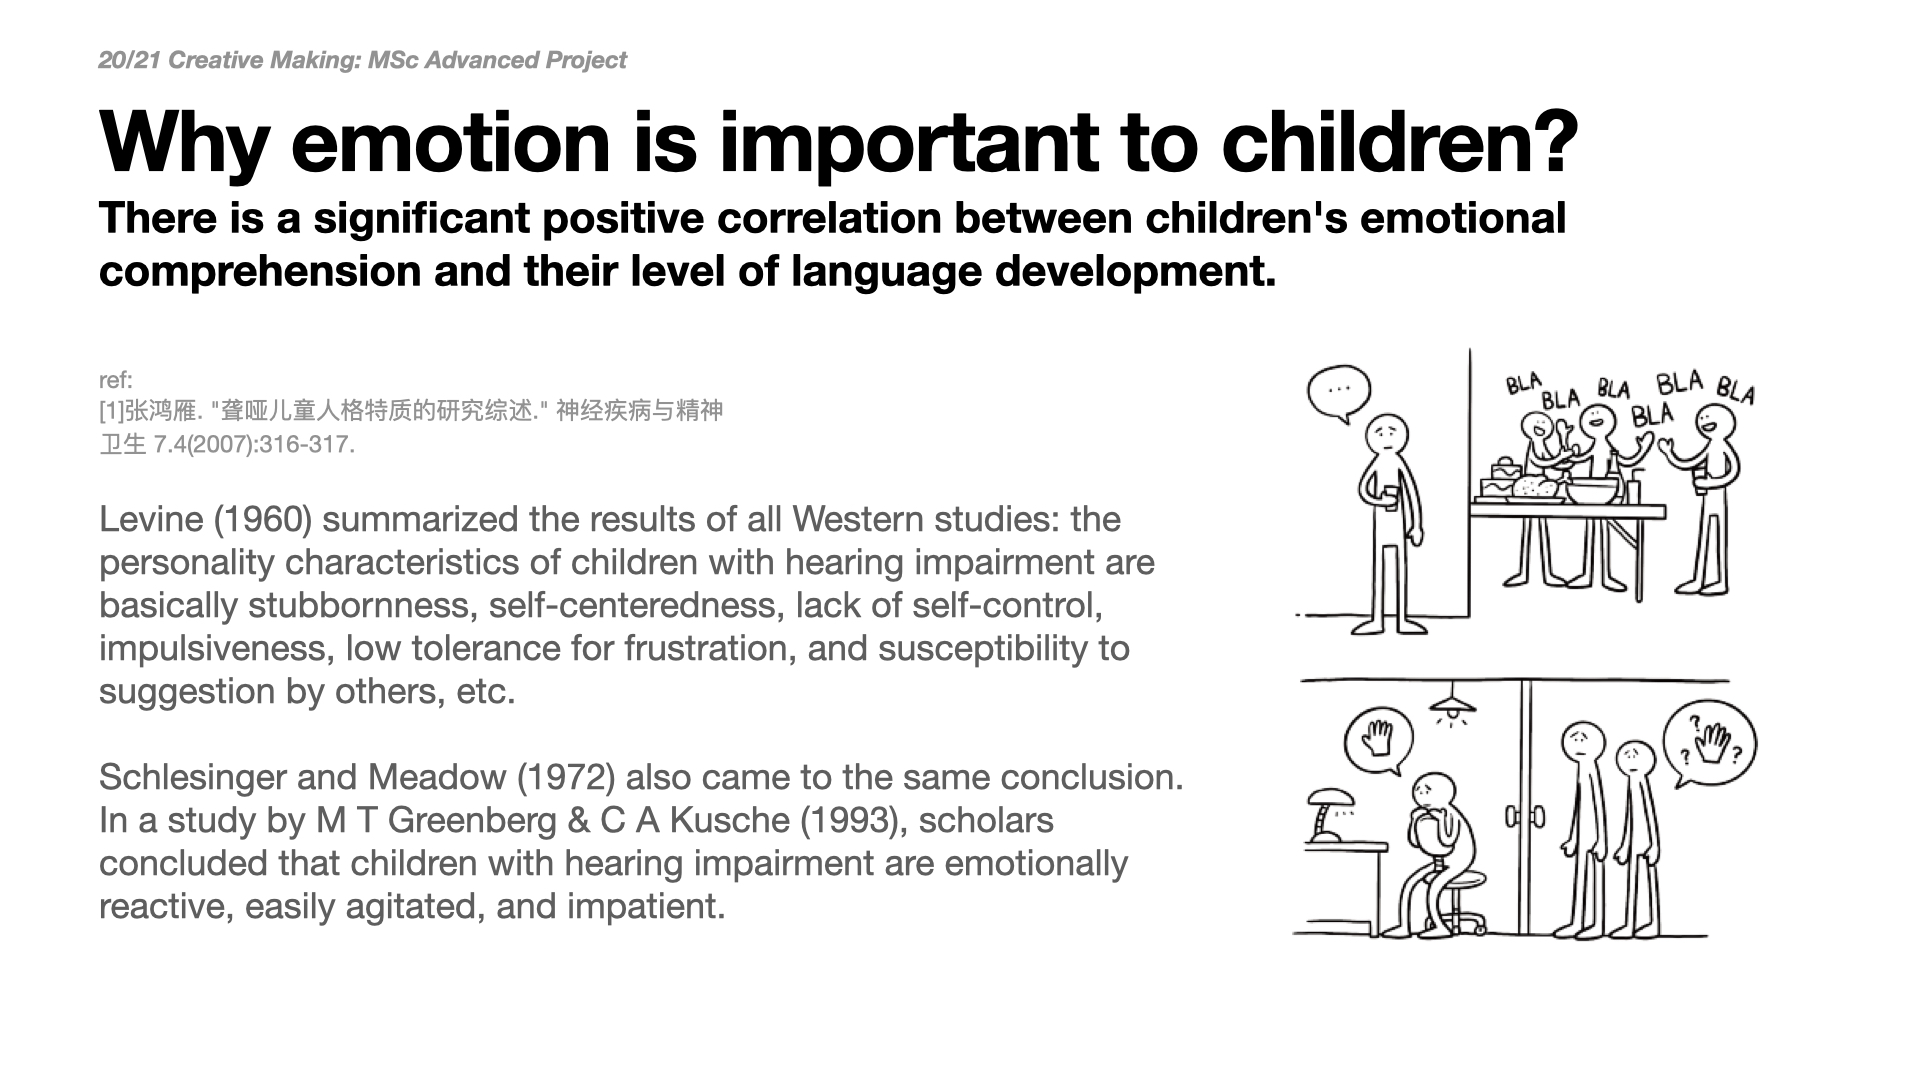 20/21 Creative Making: MSc Advanced Project
Why emotion is important to children?
There is a significant positive correlation between children's emotional
comprehension and their level of language development.
ref:
[1]张鸿雁. "聋哑儿童人格特质的研究综述." 神经疾病与精神
卫生 7.4(2007):316-317.
Levine (1960) summarized the results of all Western studies: the
personality characteristics of children with hearing impairment are
basically stubbornness, self-centeredness, lack of self-control,
impulsiveness, low tolerance for frustration, and susceptibility to
suggestion by others, etc.
Schlesinger and Meadow (1972) also came to the same conclusion.
In a study by M T Greenberg & C A Kusche (1993), scholars
concluded that children with hearing impairment are emotionally
reactive, easily agitated, and impatient.
...
BLA
BLA
BLA
BLA
BLA
BLA
?
?
?